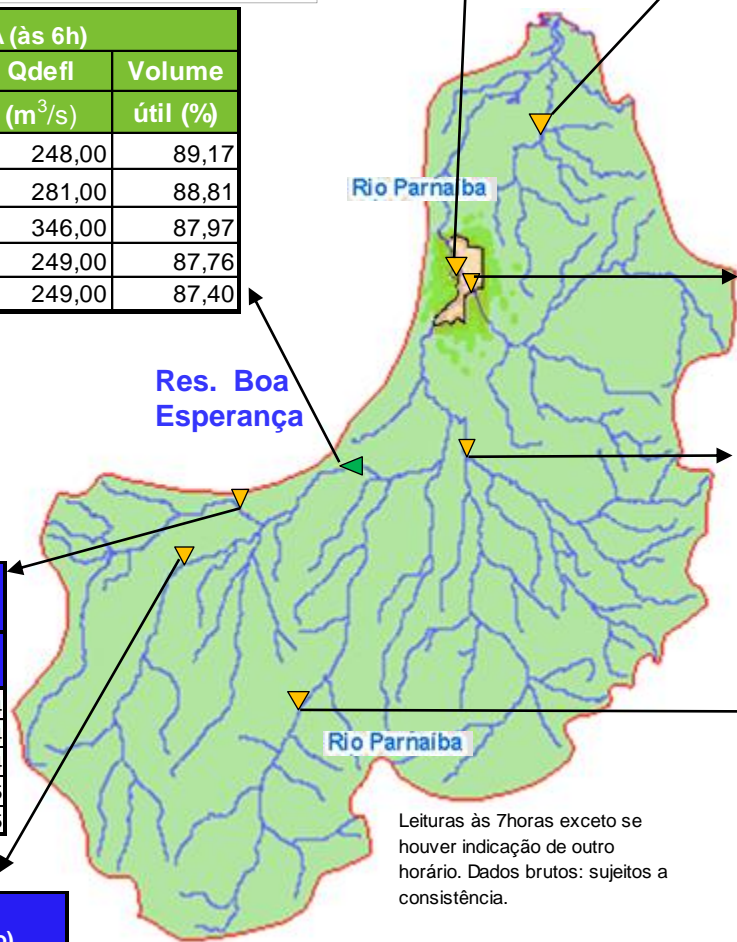 A (às 6h)
Qdefl Volume
(m³/s) útil (%)
248,00 89,17
281,00 88,81
346,00 87,97
249,00 87,76
249,00 87,40
Rio Parnaíba
Res. Boa
Esperança
Rio Parnaíba
Leituras às 7horas exceto se
houver indicação de outro
horário. Dados brutos: sujeitos a
consistência.